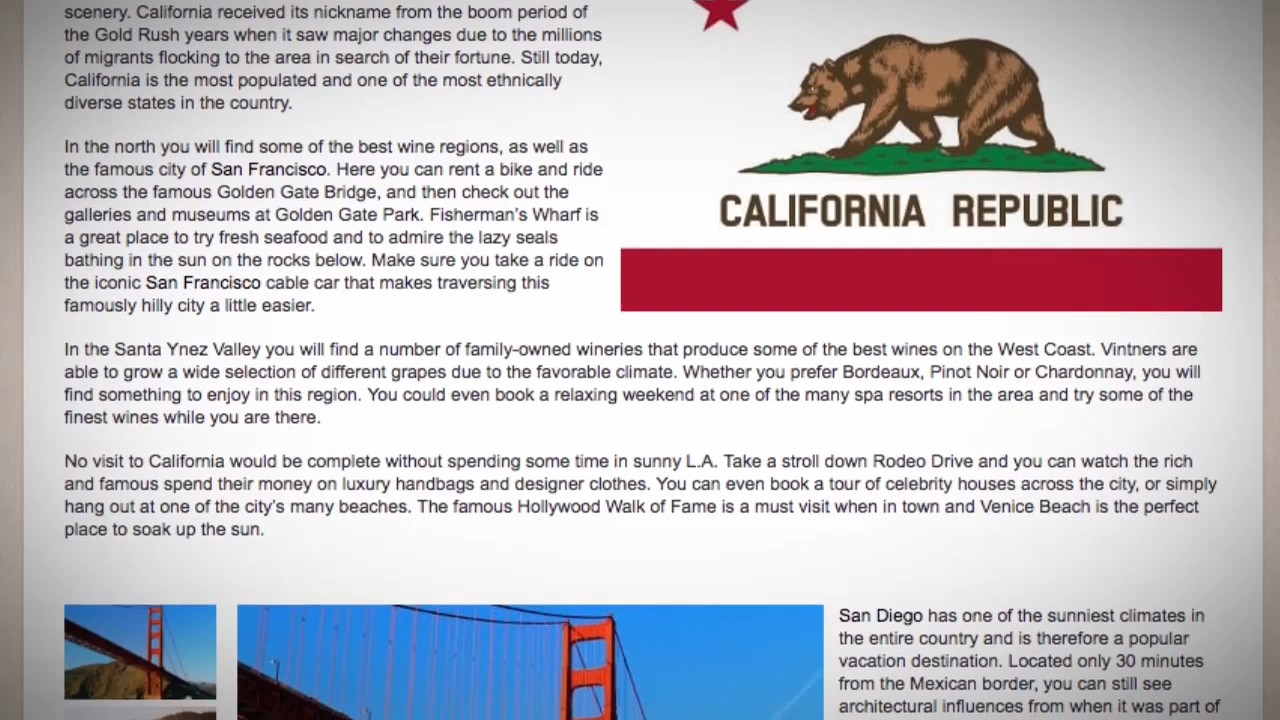 scenery. California received its nickname from the boom period of
the Gold Rush years when it saw major changes due to the millions
of migrants flocking to the area in search of their fortune. Still today,
California is the most populated and one of the most ethnically
diverse states in the country.
In the north you will find some of the best wine regions, as well as
the famous city of San Francisco. Here you can rent a bike and ride
across the famous Golden Gate Bridge, and then check out the
galleries and museums at Golden Gate Park. Fisherman's Wharf is
a great place to try fresh seafood and to admire the lazy seals
bathing in the sun on the rocks below. Make sure you take a ride on
the iconic San Francisco cable car that makes traversing this
famously hilly city a little easier.
CALIFORNIA REPUBLIC
In the Santa Ynez Valley you will find a number of family-owned wineries that produce some of the best wines on the West Coast. Vintners are
able to grow a wide selection of different grapes due to the favorable climate. Whether you prefer Bordeaux, Pinot Noir or Chardonnay, you will
find something to enjoy in this region. You could even book a relaxing weekend at one of the many spa resorts in the area and try some of the
finest wines while you are there.
No visit to California would be complete without spending some time in sunny L.A. Take a stroll down Rodeo Drive and you can watch the rich
and famous spend their money on luxury handbags and designer clothes. You can even book a tour of celebrity houses across the city, or simply
hang out at one of the city's many beaches. The famous Hollywood Walk of Fame is a must visit when in town and Venice Beach is the perfect
place to soak up the sun.
San Diego has one of the sunniest climates in
the entire country and is therefore a popular
vacation destination. Located only 30 minutes
from the Mexican border, you can still see
architectural influences from when it was part of